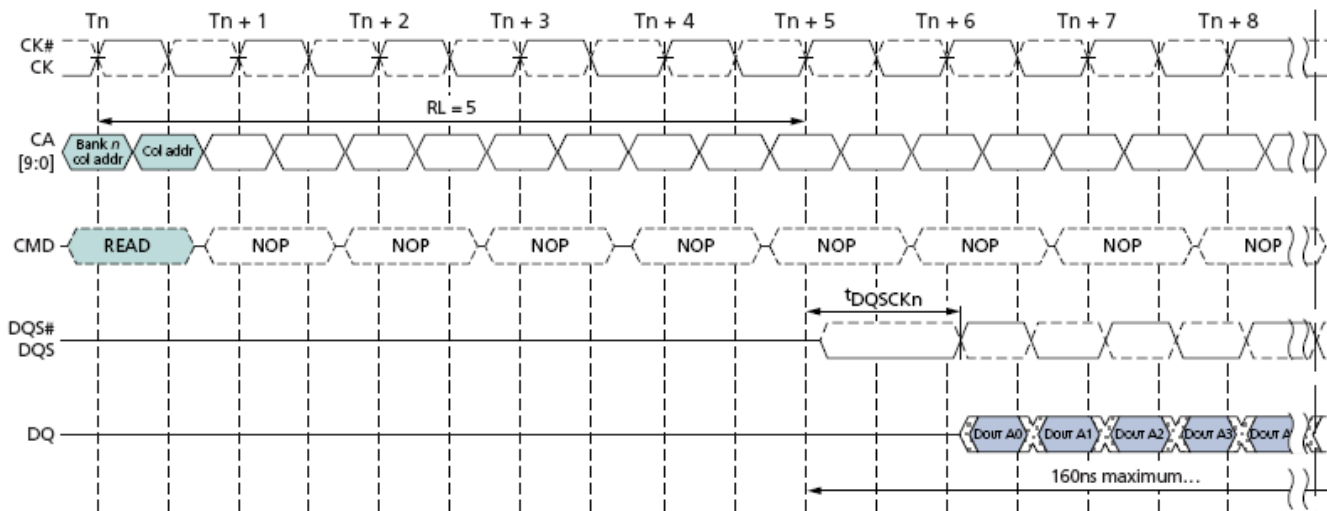 Tn Tn + 1 Tn + 2 Tn + 3 Tn + 4 Tn + 5 Tn + 6 Tn + 7 Tn + 8
CK#
CK
RL = 5
CA
[9:0]
Bank n
col addr
Col addr
CMD READ NOP NOP NOP NOP NOP NOP NOP NOP
tDQSCKn
DQS#
DQS
DQ DOUT A0 DOUT A1 DOUT A2 DOUT A3 DOUT A
160ns maximum...